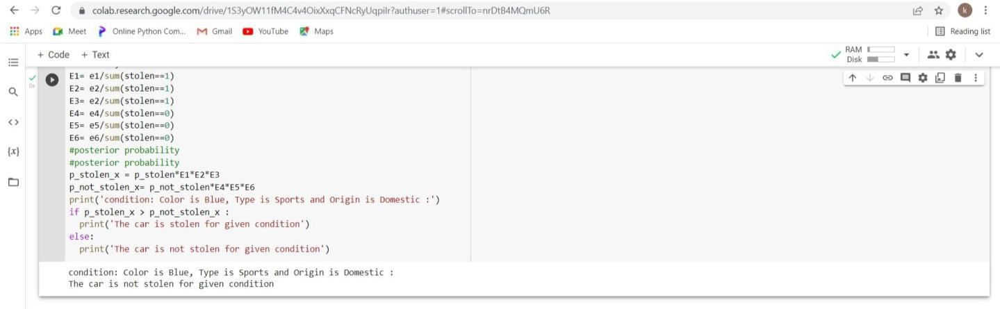 colab.research.google.com/drive/1S3yOW11fM4C4v4OixXxqCFNcRyUqpiIr?authuser=1#scrollTo=nrDtB4MQmU6R
k
Apps Meet Online Python Com... Gmail YouTube Maps Reading list
+ Code + Text
RAM
Disk
0s
E1= e1/sum(stolen==1)
E2= e2/sum(stolen==1)
E3= e2/sum(stolen==1)
E4= e4/sum(stolen==0)
E5= e5/sum(stolen==0)
E6= e6/sum(stolen==0)
#posterior probability
#posterior probability
p_stolen_x = p_stolen*E1*E2*E3
p_not_stolen_x= p_not_stolen*E4*E5*E6
print('condition: Color is Blue, Type is Sports and Origin is Domestic :')
if p_stolen_x > p_not_stolen_x :
print('The car is stolen for given condition')
else:
print('The car is not stolen for given condition')
condition: Color is Blue, Type is Sports and Origin is Domestic :
The car is not stolen for given condition